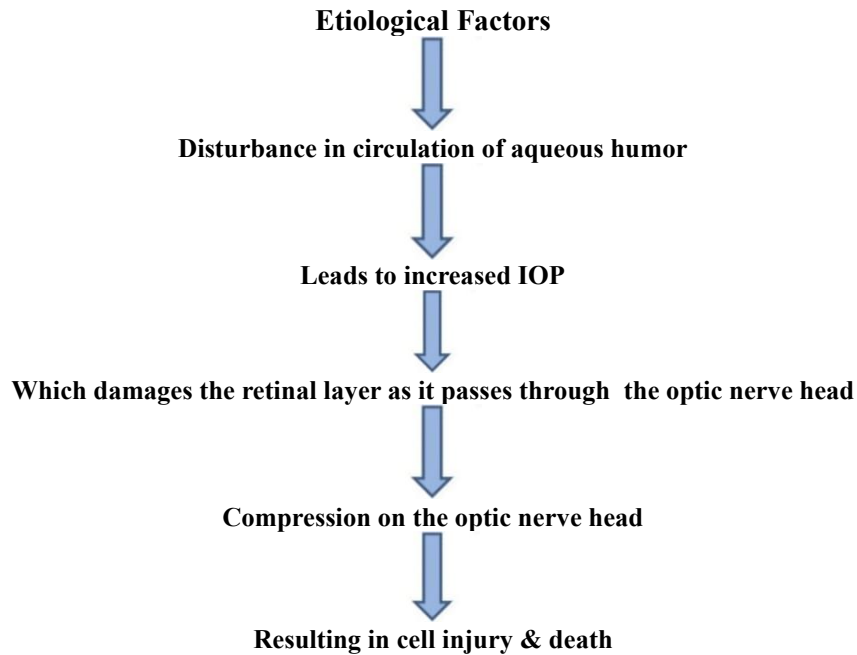 Etiological Factors
Disturbance in circulation of aqueous humor
Leads to increased IOP
Which damages the retinal layer as it passes through the optic nerve head
Compression on the optic nerve head
Resulting in cell injury & death